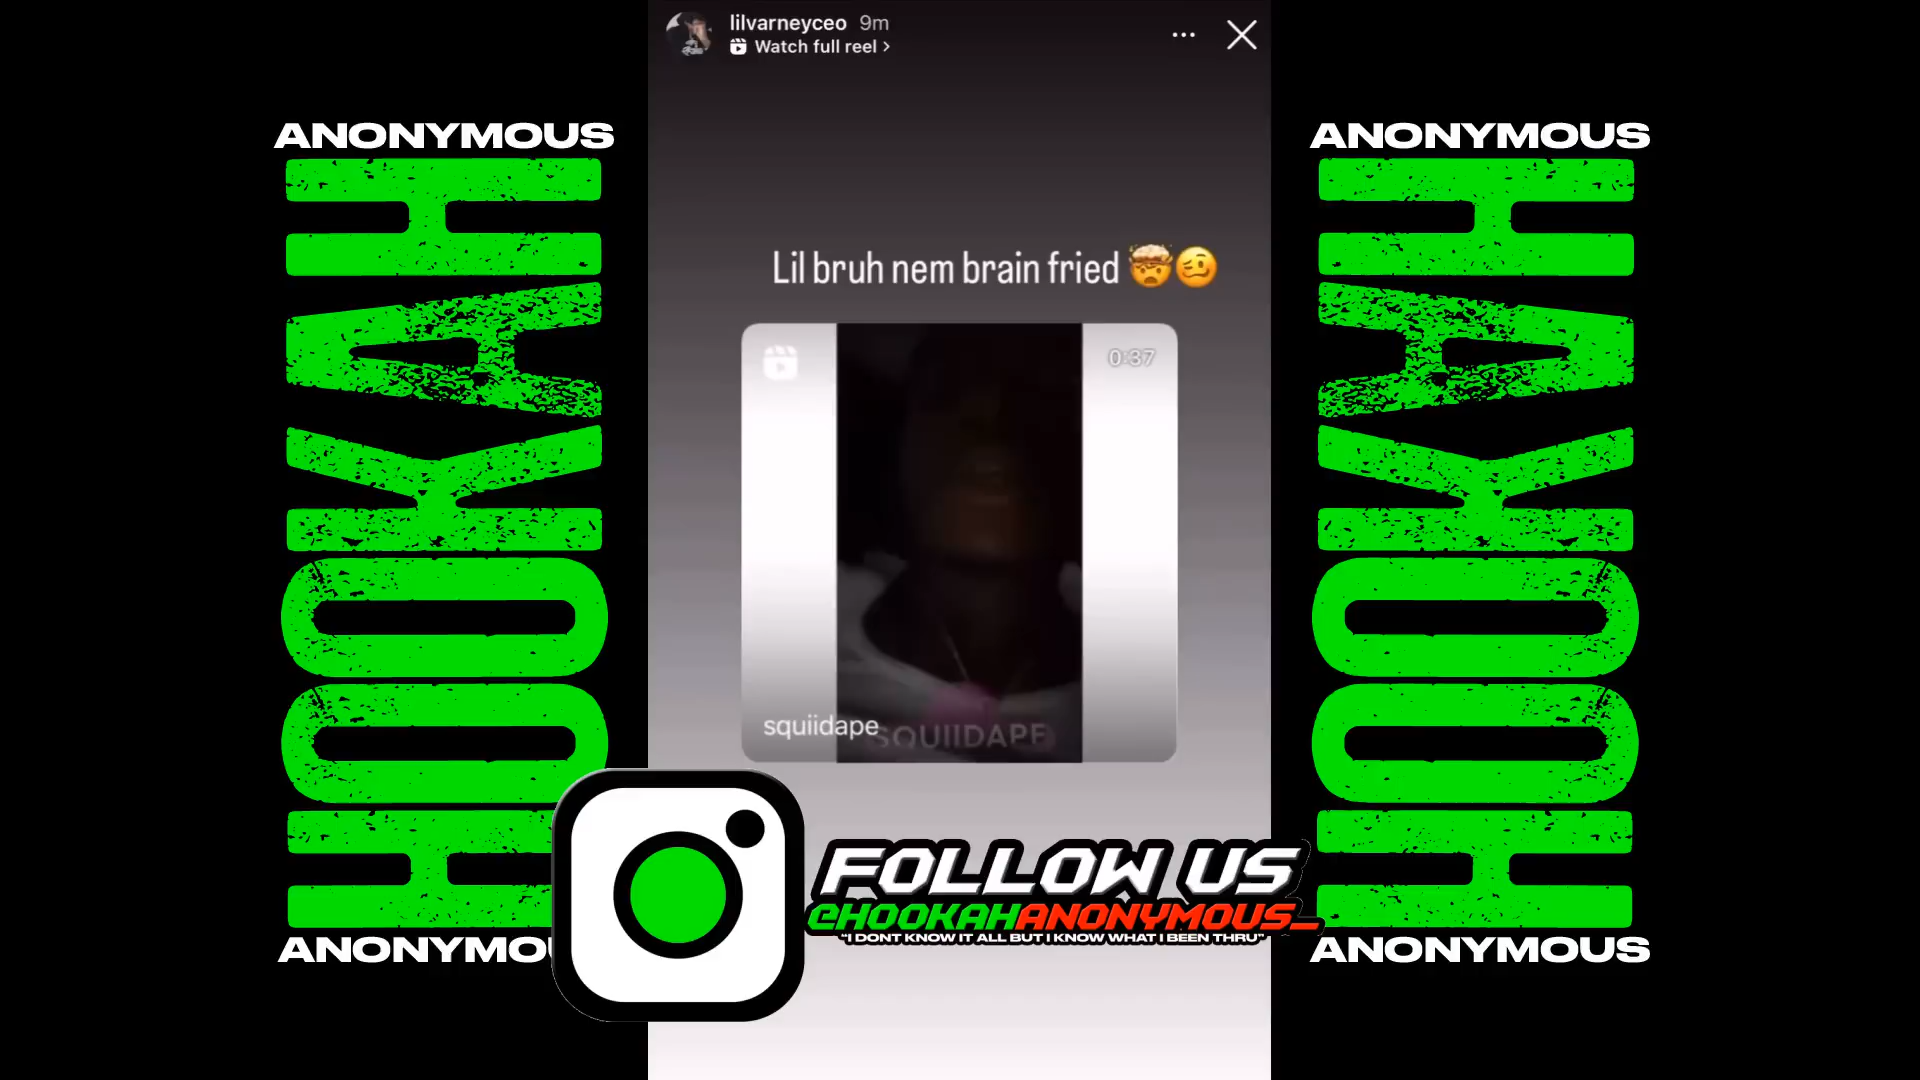 lilvarneyceo 9m
Watch full reel >
ANONYMOUS
HOOKAH
ANONYMOU
ANONYMOUS
HOOKAH
ANONYMOUS
Lil bruh nem brain fried 🤯🥴
0:37
squiidape
SQUIIDAPE
FOLLOW US
@HOOKAHANONYMOUS_
"I DONT KNOW IT ALL BUT I KNOW WHAT I BEEN THRU"